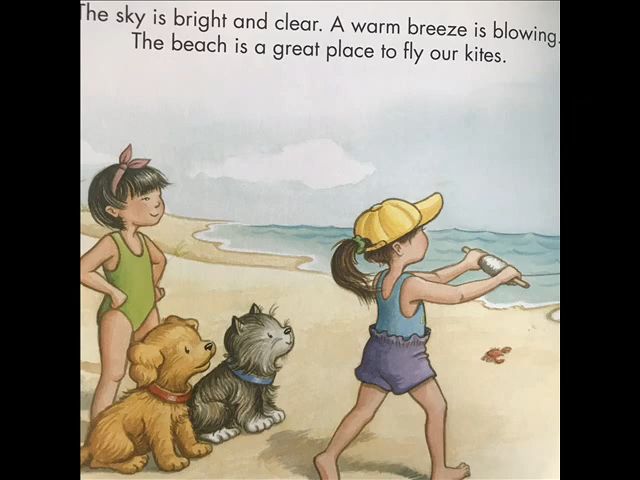 The sky is bright and clear. A warm breeze is blowing.
The beach is a great place to fly our kites.